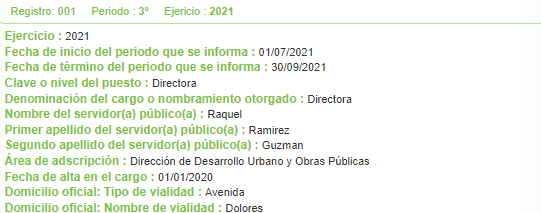 Registro: 001 Periodo : 3º Ejericio : 2021
Ejercicio : 2021
Fecha de inicio del periodo que se informa : 01/07/2021
Fecha de término del periodo que se informa : 30/09/2021
Clave o nivel del puesto : Directora
Denominación del cargo o nombramiento otorgado : Directora
Nombre del servidor(a) público(a) : Raquel
Primer apellido del servidor(a) público(a) : Ramirez
Segundo apellido del servidor(a) público(a) : Guzman
Área de adscripción : Dirección de Desarrollo Urbano y Obras Públicas
Fecha de alta en el cargo : 01/01/2020
Domicilio oficial: Tipo de vialidad : Avenida
Domicilio oficial: Nombre de vialidad : Dolores